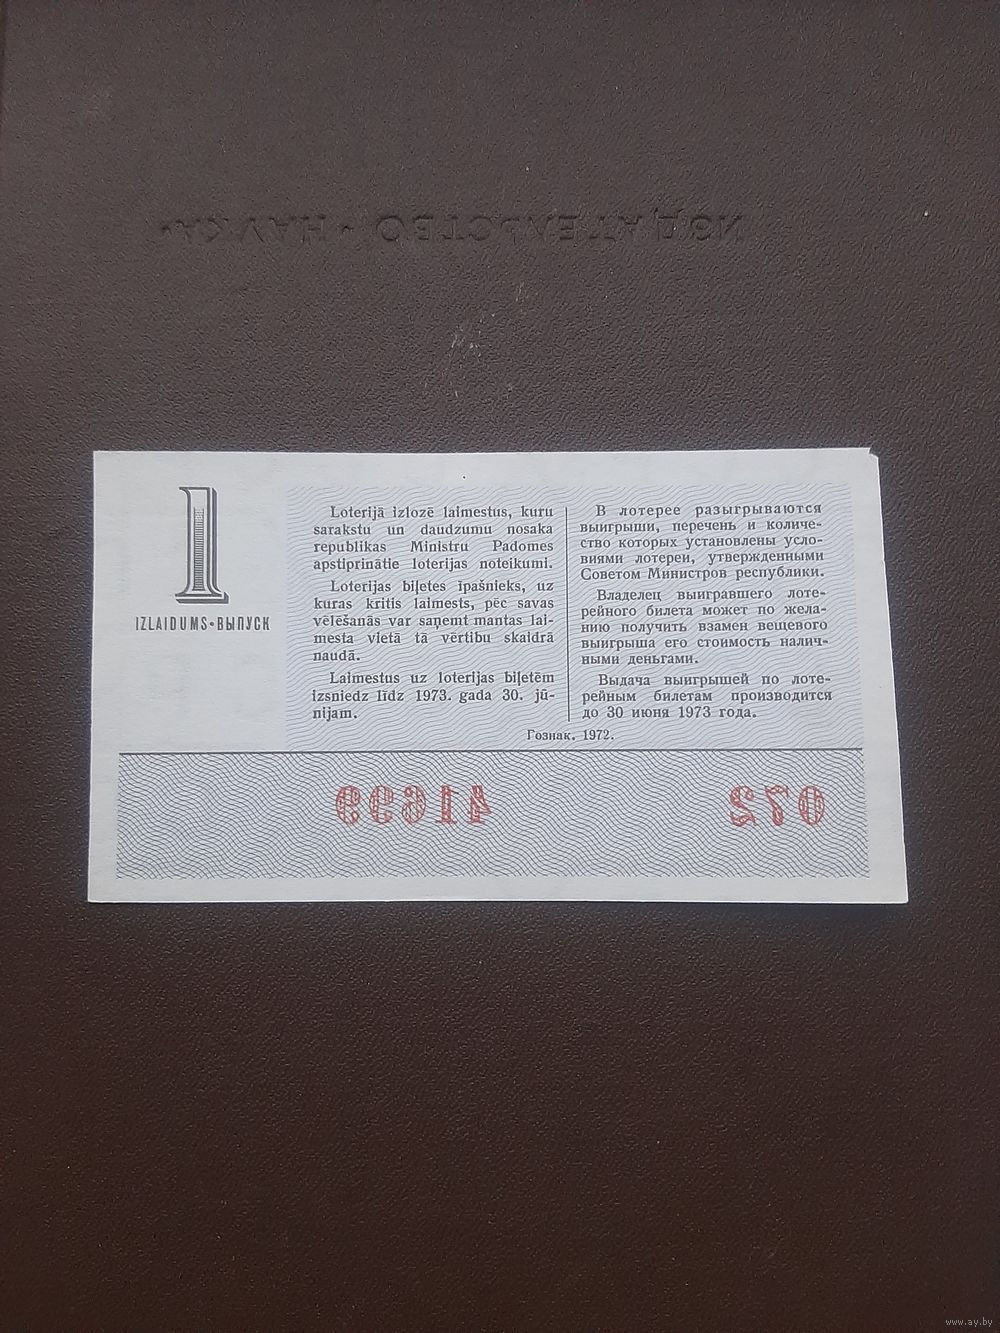 ИЗДАТЕЛЬСТВО · НАУКА ·
1
IZLAIDUMS • ВЫПУСК
Loterijā izlozē laimestus, kuru
sarakstu un daudzumu nosaka
republikas Ministru Padomes
apstiprinātie loterijas noteikumi.
Loterijas biļetes īpašnieks, uz
kuras kritis laimests, pēc savas
vēlēšanās var saņemt mantas lai-
mesta vietā tā vērtību skaidrā
naudā.
Laimestus uz loterijas biļetēm
izsniedz līdz 1973. gada 30. jū-
nijam.
В лотерее разыгрываются
выигрыши, перечень и количе-
ство которых установлены усло-
виями лотереи, утвержденными
Советом Министров республики.
Владелец выигравшего лоте-
рейного билета может по жела-
нию получить взамен вещевого
выигрыша его стоимость налич-
ными деньгами.
Выдача выигрышей по лоте-
рейным билетам производится
до 30 июня 1973 года.
Гознак. 1972.
41699
072
www.ay.by